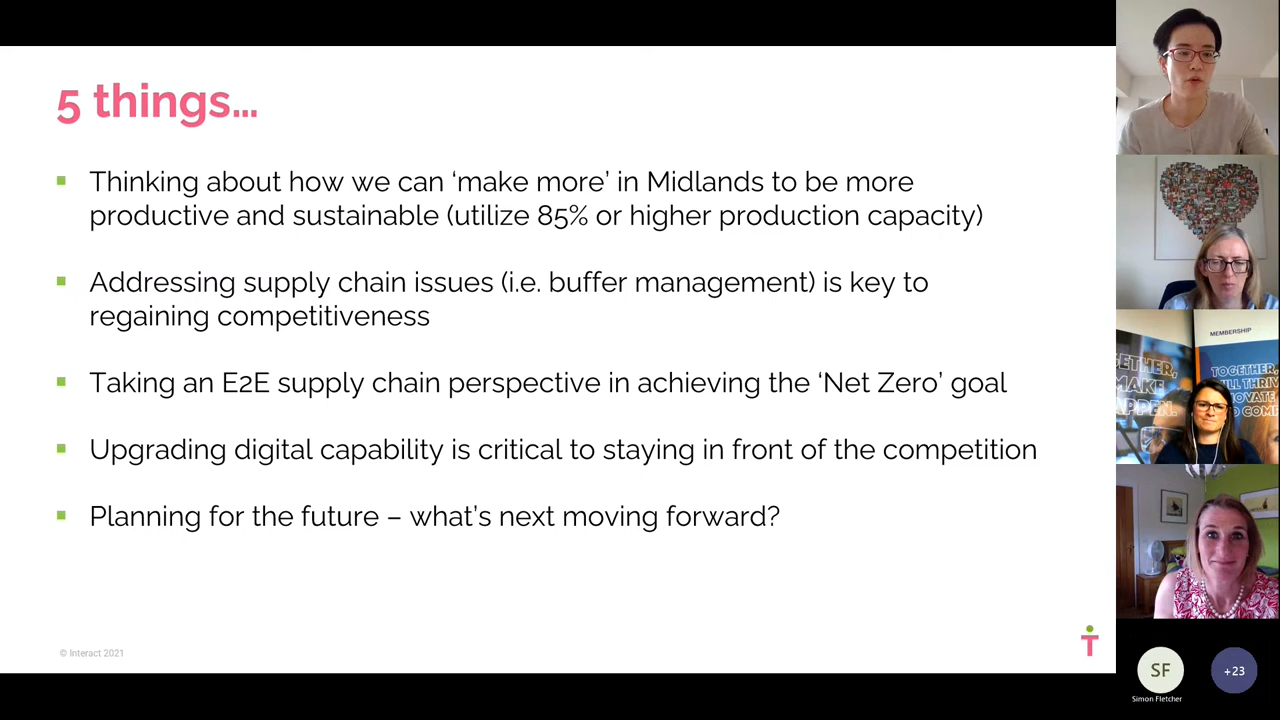 5 things…
Thinking about how we can ‘make more’ in Midlands to be more
productive and sustainable (utilize 85% or higher production capacity)
Addressing supply chain issues (i.e. buffer management) is key to
regaining competitiveness
Taking an E2E supply chain perspective in achieving the ‘Net Zero’ goal
Upgrading digital capability is critical to staying in front of the competition
Planning for the future – what’s next moving forward?
© Interact 2021
MEMBERSHIP
TOGETHER,
SF
+23
Simon Fletcher